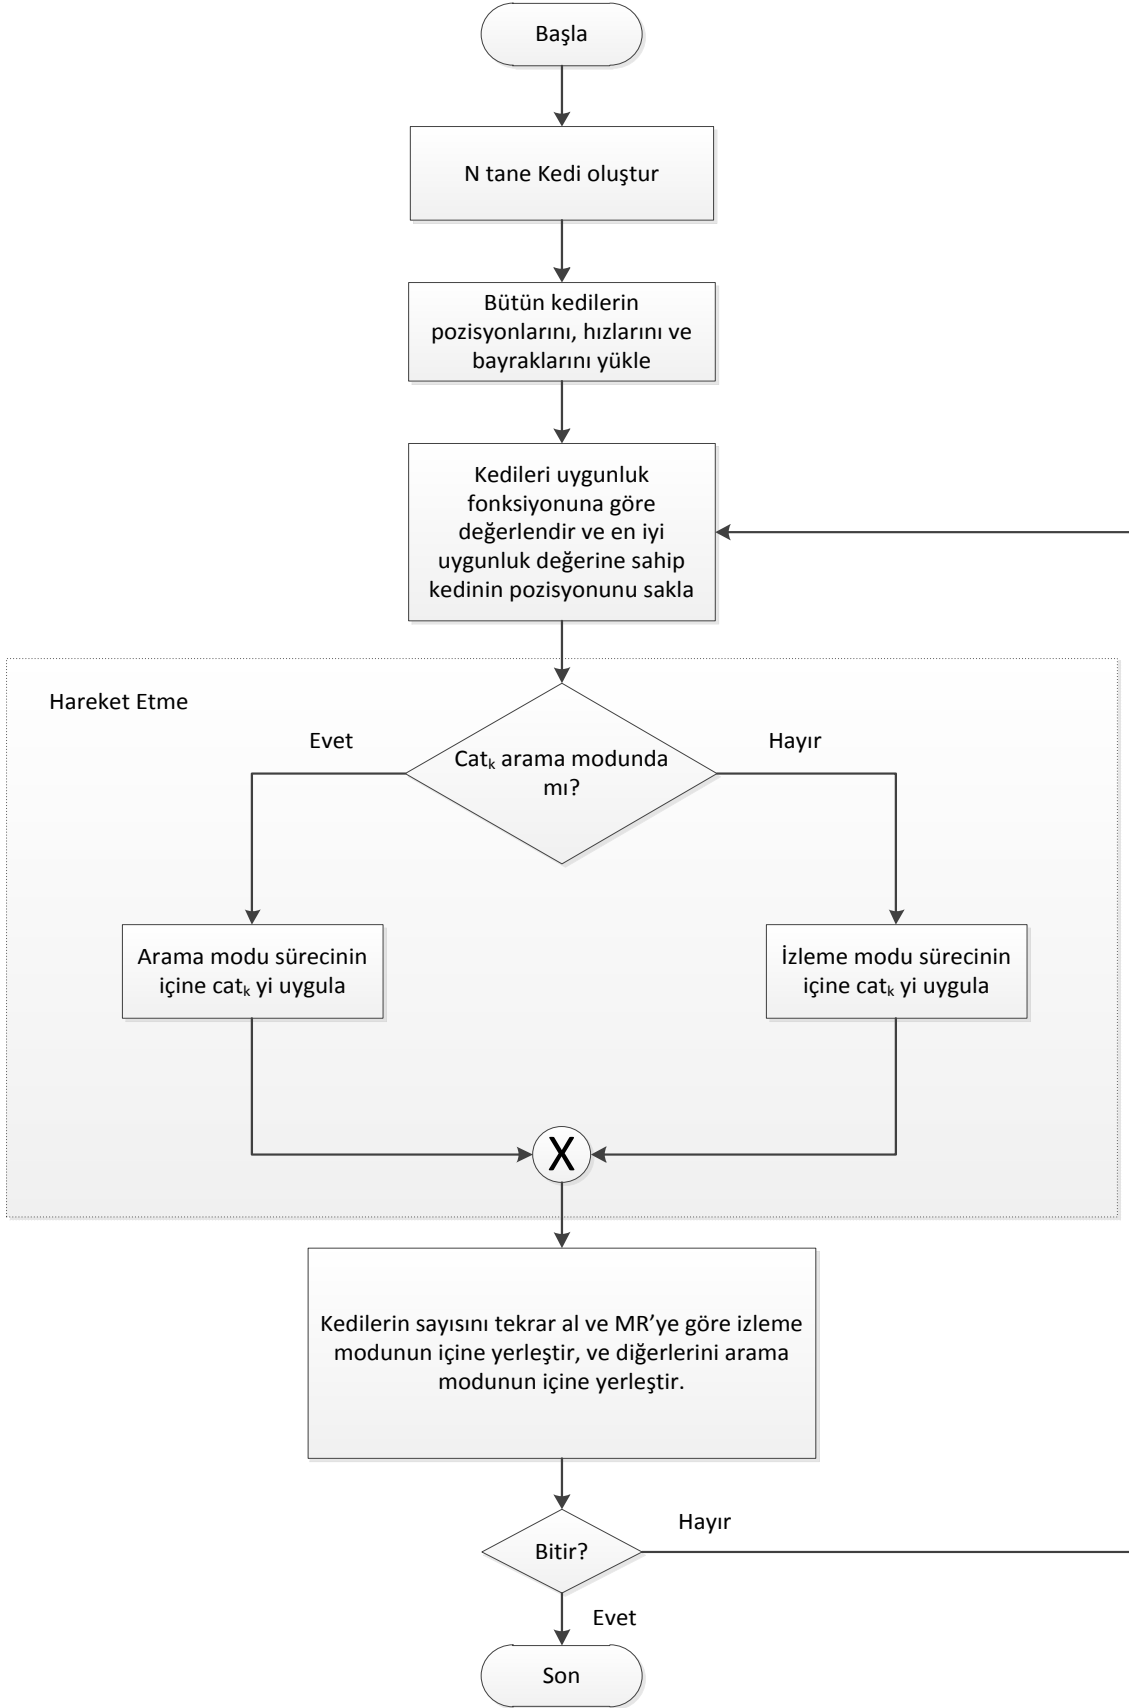 Başla
N tane Kedi oluştur
Bütün kedilerin
pozisyonlarını, hızlarını ve
bayraklarını yükle
Kedileri uygunluk
fonksiyonuna göre
değerlendir ve en iyi
uygunluk değerine sahip
kedinin pozisyonunu sakla
Hareket Etme
Evet
Hayır
Catₖ arama modunda
mı?
Arama modu sürecinin
içine catₖ yi uygula
İzleme modu sürecinin
içine catₖ yi uygula
X
Kedilerin sayısını tekrar al ve MR’ye göre izleme
modunun içine yerleştir, ve diğerlerini arama
modunun içine yerleştir.
Hayır
Bitir?
Evet
Son